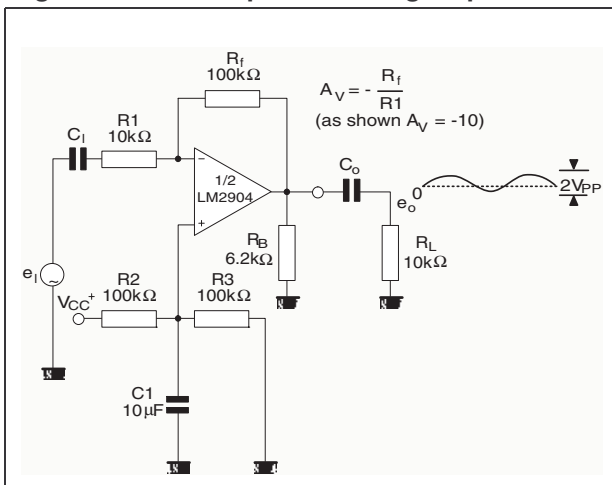 Rf
100kΩ
AV = - Rf
R1
(as shown AV = -10)
CI
R1
10kΩ
1/2
LM2904
Co
eo
0
2VPP
RB
6.2kΩ
RL
10kΩ
eI
VCC+
R2
100kΩ
R3
100kΩ
C1
10µF